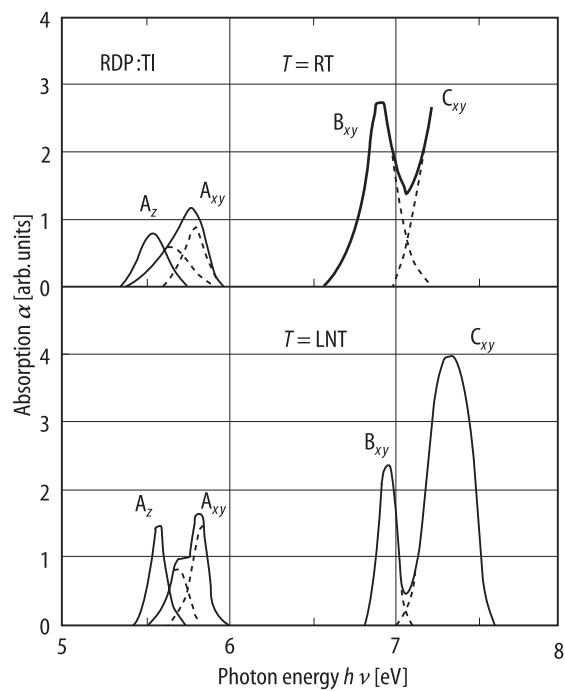 4
RDP:Tl T = RT
3
B_xy C_xy
2
A_z A_xy
1
0
T = LNT
4
C_xy
3
B_xy
2
A_z A_xy
1
0
5 6 7 8
Photon energy h ν [eV]
Absorption α [arb. units]